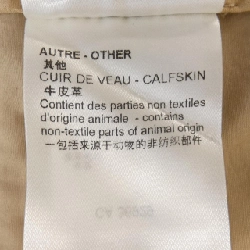 AUTRE - OTHER
其他
CUIR DE VEAU - CALFSKIN
牛皮革
Contient des parties non textiles
d'origine animale - contains
non-textile parts of animal origin
一包括来源于动物的非纺织部件